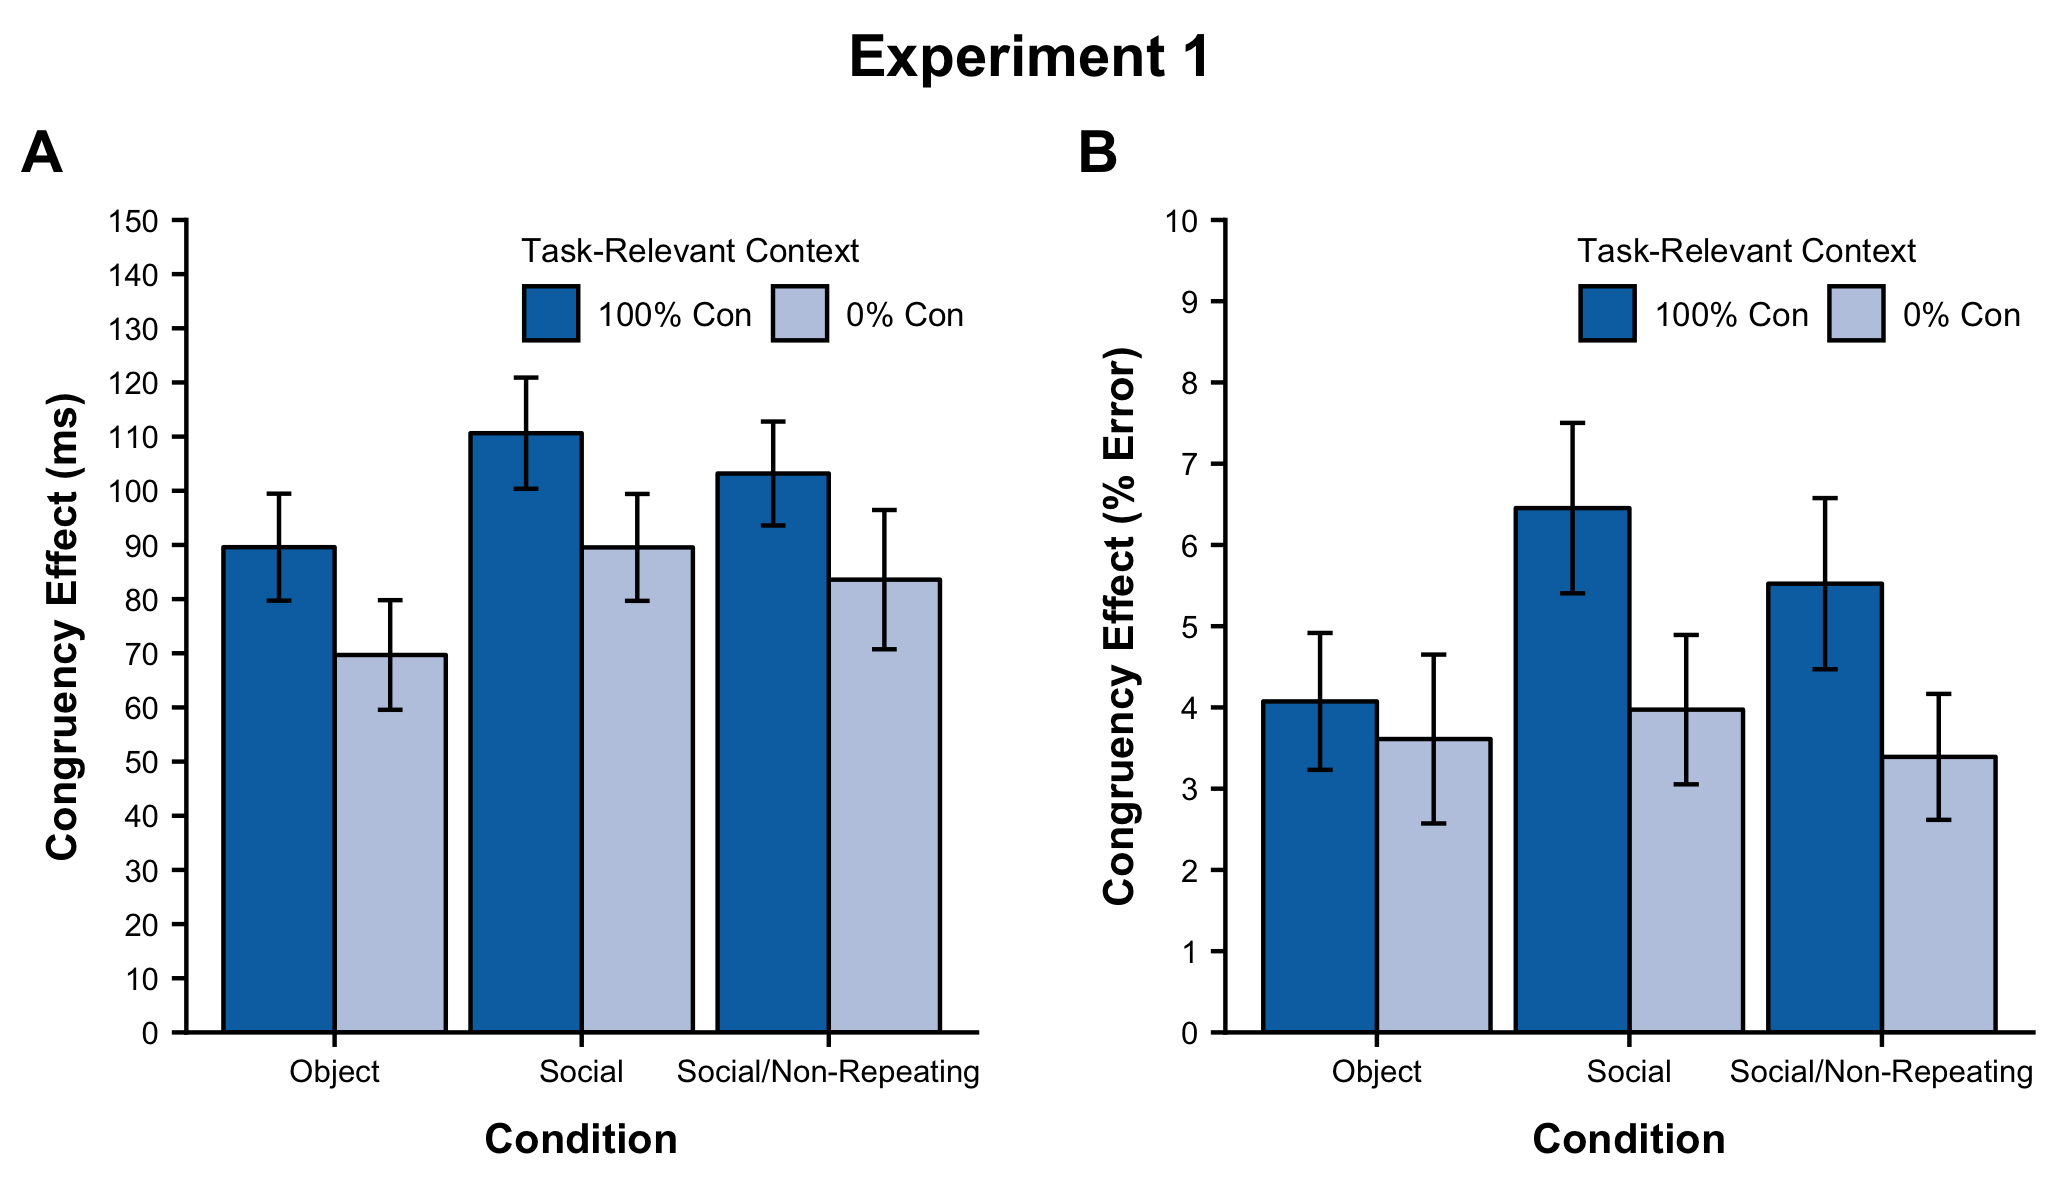 Experiment 1
A
Congruency Effect (ms)
150
140
130
120
110
100
90
80
70
60
50
40
30
20
10
0
Task-Relevant Context
100% Con
0% Con
Object
Social
Social/Non-Repeating
Condition
B
Congruency Effect (% Error)
10
9
8
7
6
5
4
3
2
1
0
Task-Relevant Context
100% Con
0% Con
Object
Social
Social/Non-Repeating
Condition